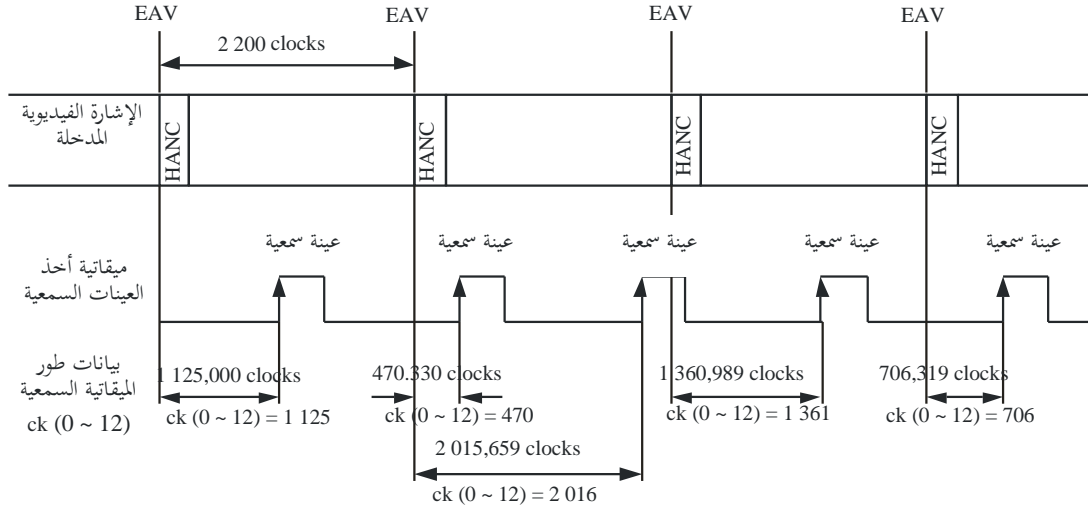 EAV EAV EAV EAV
2 200 clocks
الإشارة الفيديوية
المدخلة
HANC HANC HANC HANC
عينة سمعية عينة سمعية عينة سمعية عينة سمعية عينة سمعية
ميقاتية أخذ
العينات السمعية
بيانات طور
الميقاتية السمعية
ck (0 ~ 12)
1 125,000 clocks 470.330 clocks 1 360,989 clocks 706,319 clocks
ck (0 ~ 12) = 1 125 ck (0 ~ 12) = 470 ck (0 ~ 12) = 1 361 ck (0 ~ 12) = 706
2 015,659 clocks
ck (0 ~ 12) = 2 016